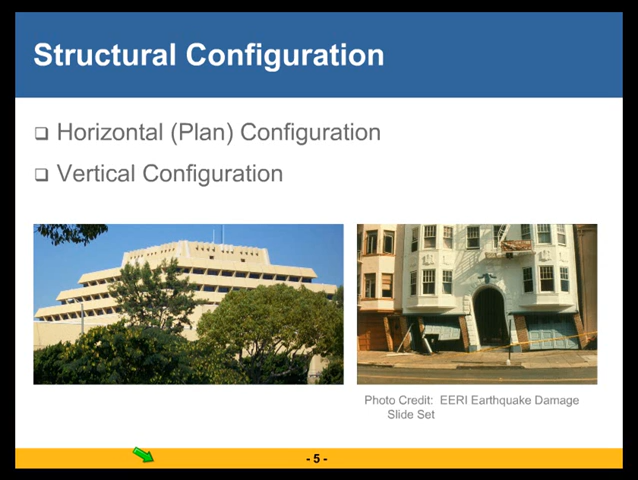 Structural Configuration
❑ Horizontal (Plan) Configuration
❑ Vertical Configuration
Photo Credit: EERI Earthquake Damage
Slide Set
- 5 -